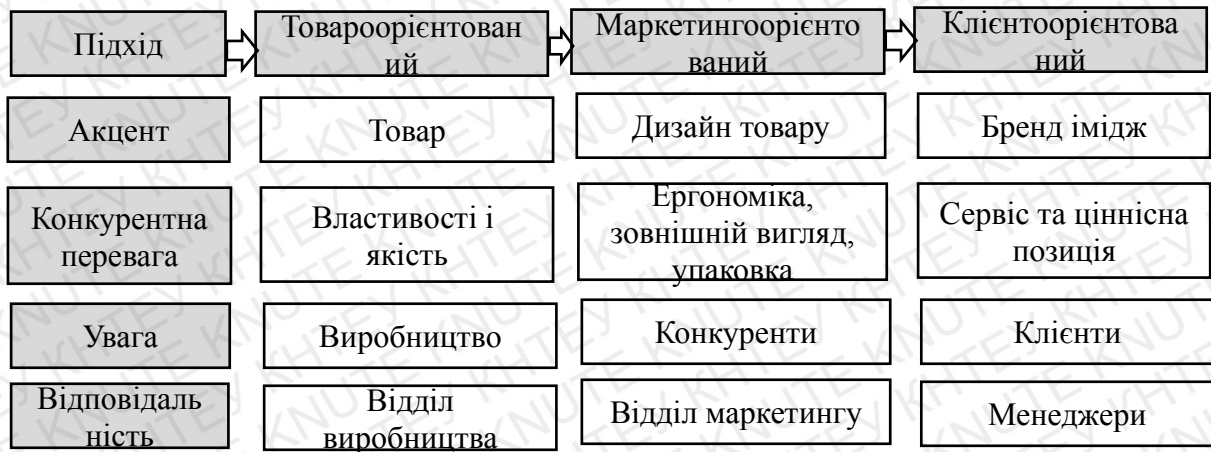 Підхід
Товароорієнтован
ий
Маркетингоорієнто
ваний
Клієнтоорієнтова
ний
Акцент
Товар
Дизайн товару
Бренд імідж
Конкурентна
перевага
Властивості і
якість
Ергономіка,
зовнішній вигляд,
упаковка
Сервіс та ціннісна
позиція
Увага
Виробництво
Конкуренти
Клієнти
Відповідаль
ність
Відділ
виробництва
Відділ маркетингу
Менеджери